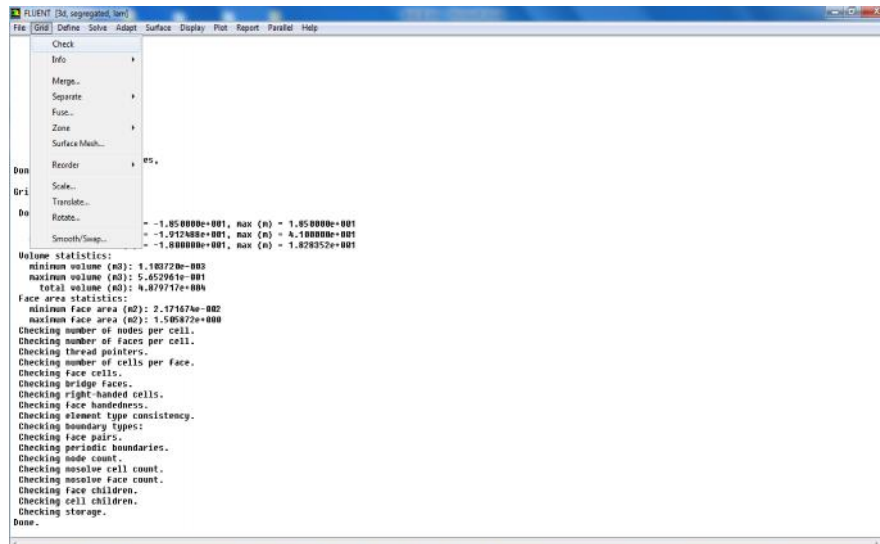 FLUENT [3d, segregated, lam]
File Grid Define Solve Adapt Surface Display Plot Report Parallel Help
Check
Info
Merge...
Separate
Fuse...
Zone
Surface Mesh...
es,
Reorder
Don
Scale...
Gri
Translate...
Do
Rotate...
= -1.850000e+001, max (m) = 1.850000e+001
= -1.912488e+001, max (m) = 4.100000e+001
Smooth/Swap...
= -1.800000e+001, max (m) = 1.828352e+001
Volume statistics:
minimum volume (m3): 1.103720e-003
maximum volume (m3): 5.652961e-001
total volume (m3): 4.879717e+004
Face area statistics:
minimum face area (m2): 2.171674e-002
maximum face area (m2): 1.505872e+000
Checking number of nodes per cell.
Checking number of faces per cell.
Checking thread pointers.
Checking number of cells per face.
Checking face cells.
Checking bridge faces.
Checking right-handed cells.
Checking face handedness.
Checking element type consistency.
Checking boundary types:
Checking face pairs.
Checking periodic boundaries.
Checking node count.
Checking nosolve cell count.
Checking nosolve face count.
Checking face children.
Checking cell children.
Checking storage.
Done.